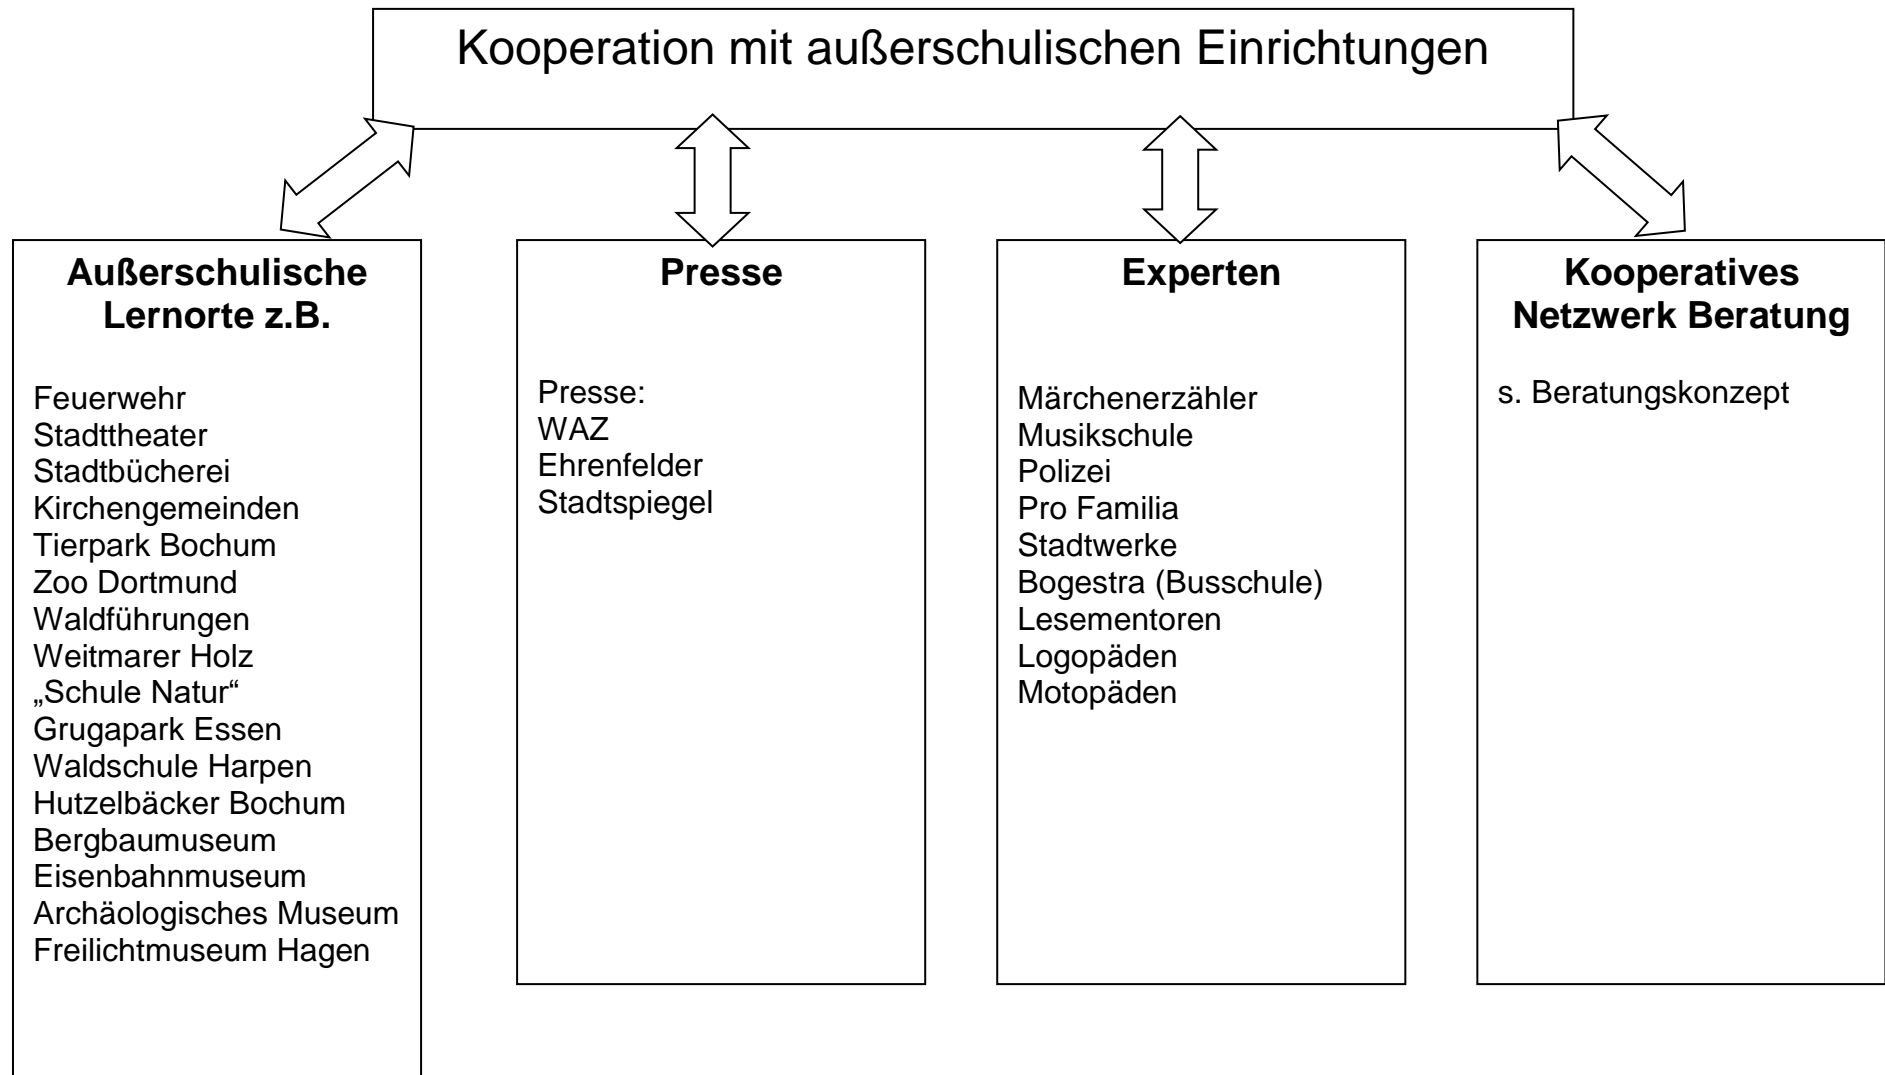 Kooperation mit außerschulischen Einrichtungen
Außerschulische
Lernorte z.B.
Feuerwehr
Stadttheater
Stadtbücherei
Kirchengemeinden
Tierpark Bochum
Zoo Dortmund
Waldführungen
Weitmarer Holz
„Schule Natur“
Grugapark Essen
Waldschule Harpen
Hutzelbäcker Bochum
Bergbaumuseum
Eisenbahnmuseum
Archäologisches Museum
Freilichtmuseum Hagen
Presse
Presse:
WAZ
Ehrenfelder
Stadtspiegel
Experten
Märchenerzähler
Musikschule
Polizei
Pro Familia
Stadtwerke
Bogestra (Busschule)
Lesementoren
Logopäden
Motopäden
Kooperatives
Netzwerk Beratung
s. Beratungskonzept